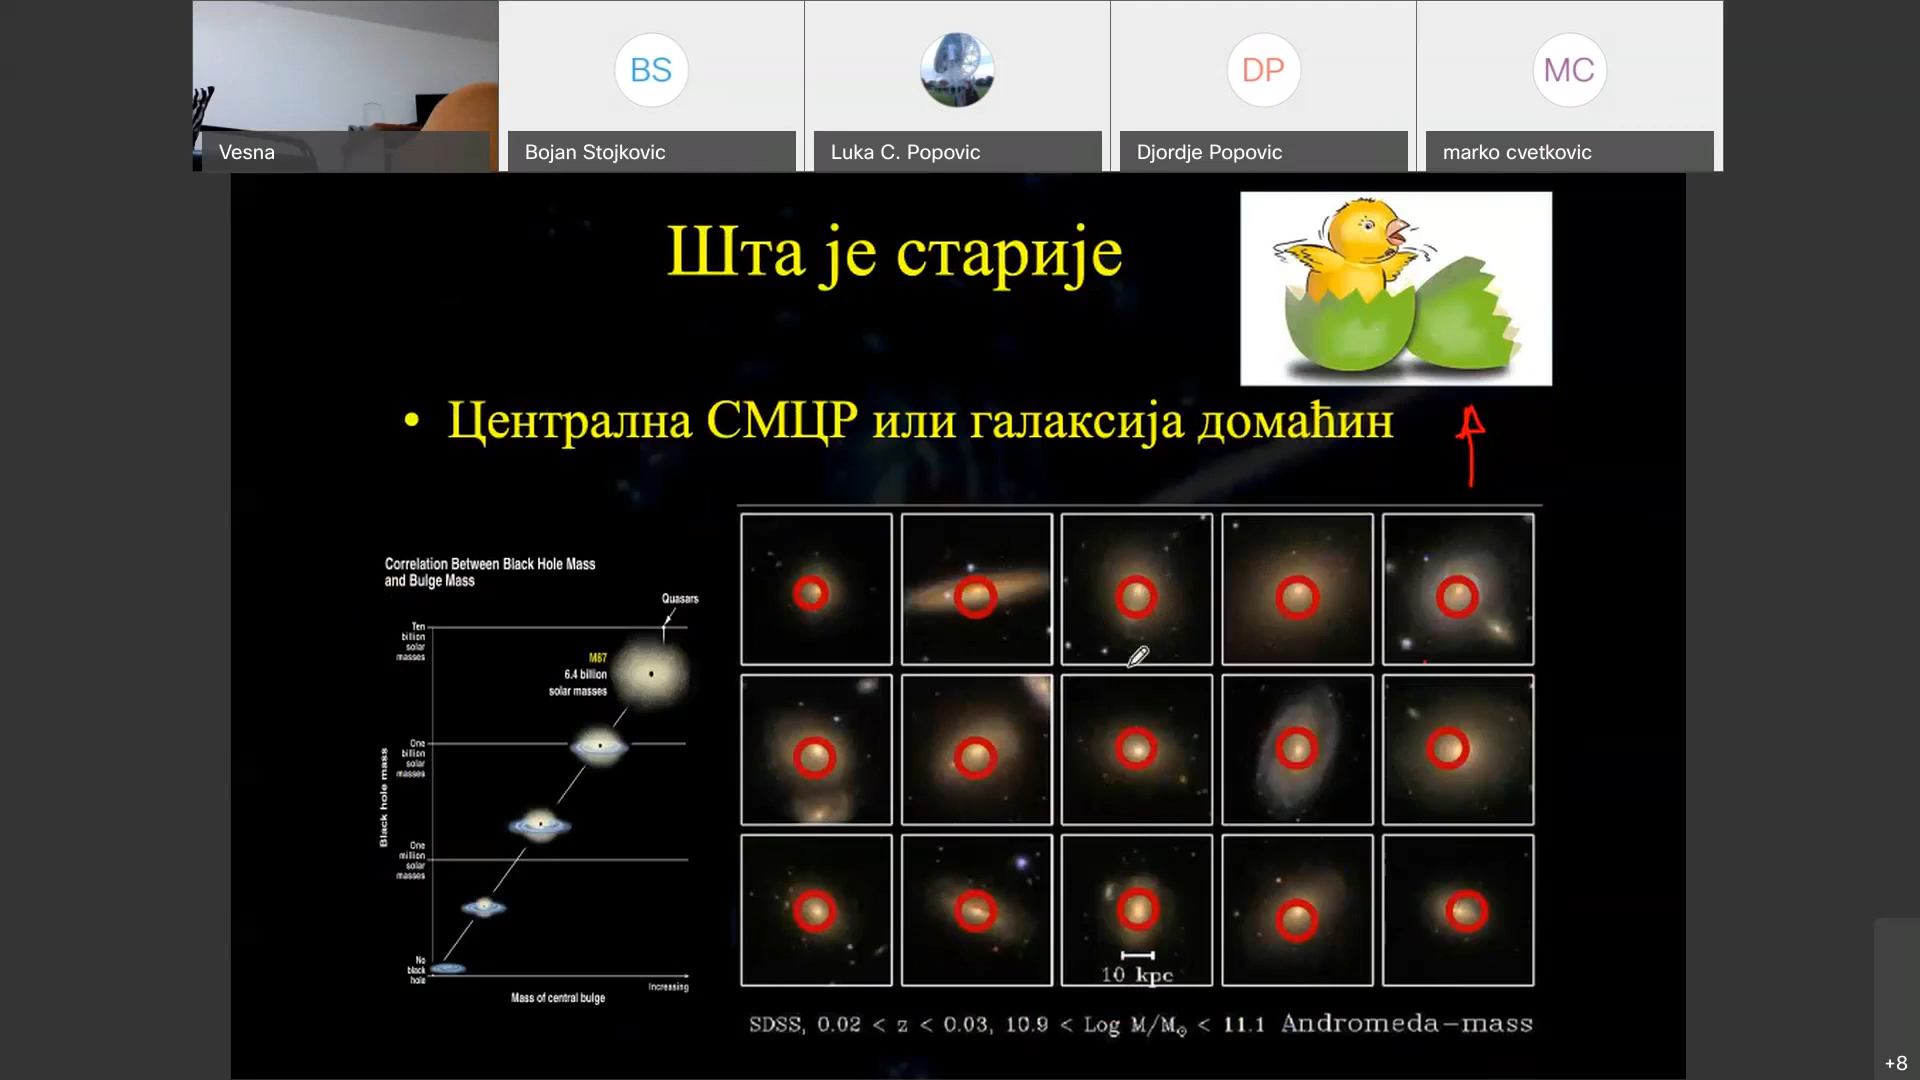 BS
DP
MC
Vesna
Bojan Stojkovic
Luka C. Popovic
Djordje Popovic
marko cvetkovic
Шта је старије
• Централна СМЦР или галаксија домаћин
Correlation Between Black Hole Mass
and Bulge Mass
Quasars
Ten
billion
solar
masses
M87
6.4 billion
solar masses
One
billion
solar
masses
Black hole mass
One
million
solar
masses
No
black
hole
Increasing
Mass of central bulge
10 kpc
SDSS, 0.02 < z < 0.03, 10.9 < Log M/M☉ < 11.1 Andromeda-mass
+8